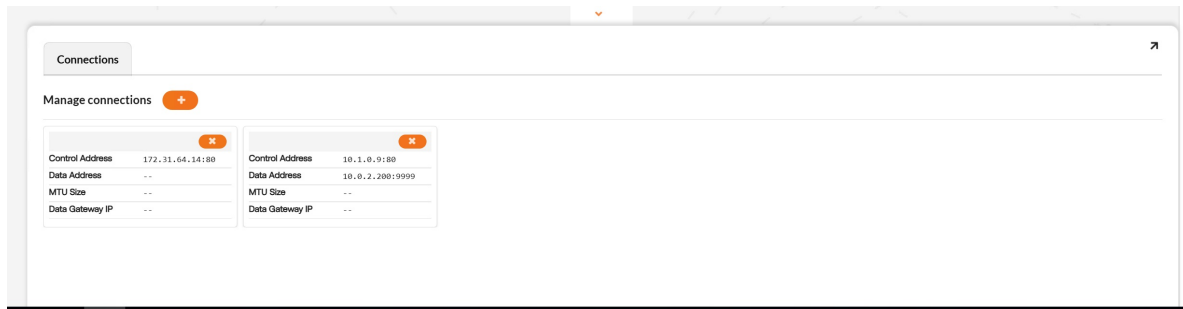 Connections
Manage connections
Control Address 172.31.64.14:80
Data Address --
MTU Size --
Data Gateway IP --
Control Address 10.1.0.9:80
Data Address 10.0.2.200:9999
MTU Size --
Data Gateway IP --